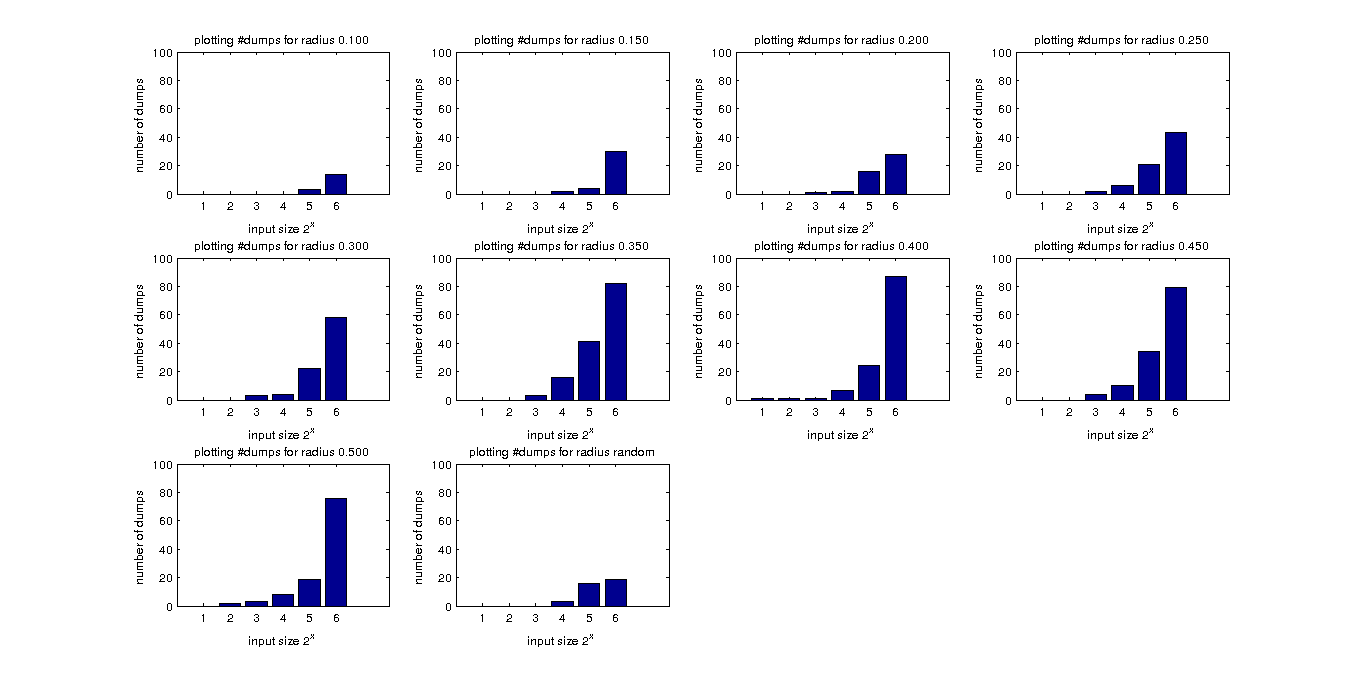 plotting #dumps for radius 0.100
100
80
60
40
20
0
number of dumps
1 2 3 4 5 6
input size 2^x
plotting #dumps for radius 0.150
100
80
60
40
20
0
number of dumps
1 2 3 4 5 6
input size 2^x
plotting #dumps for radius 0.200
100
80
60
40
20
0
number of dumps
1 2 3 4 5 6
input size 2^x
plotting #dumps for radius 0.250
100
80
60
40
20
0
number of dumps
1 2 3 4 5 6
input size 2^x
plotting #dumps for radius 0.300
100
80
60
40
20
0
number of dumps
1 2 3 4 5 6
input size 2^x
plotting #dumps for radius 0.350
100
80
60
40
20
0
number of dumps
1 2 3 4 5 6
input size 2^x
plotting #dumps for radius 0.400
100
80
60
40
20
0
number of dumps
1 2 3 4 5 6
input size 2^x
plotting #dumps for radius 0.450
100
80
60
40
20
0
number of dumps
1 2 3 4 5 6
input size 2^x
plotting #dumps for radius 0.500
100
80
60
40
20
0
number of dumps
1 2 3 4 5 6
input size 2^x
plotting #dumps for radius random
100
80
60
40
20
0
number of dumps
1 2 3 4 5 6
input size 2^x